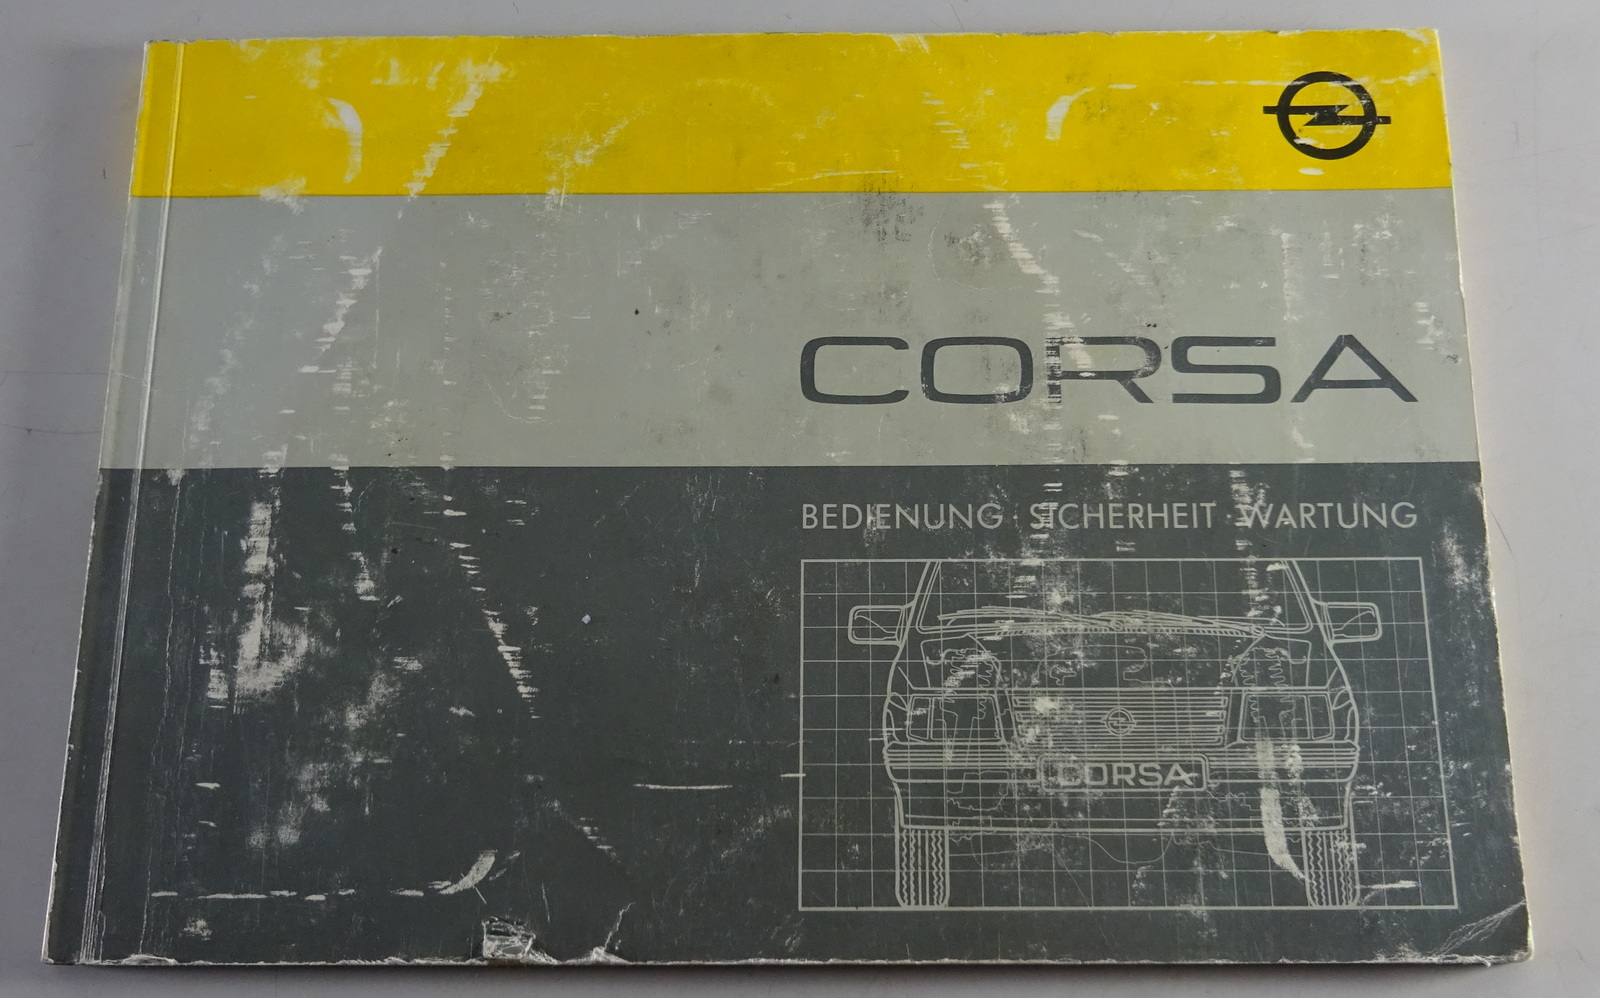 CORSA
BEDIENUNG · SICHERHEIT · WARTUNG
CORSA